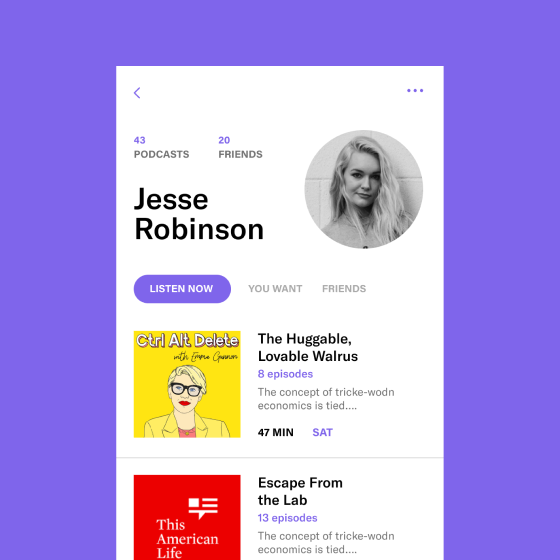 43
PODCASTS
20
FRIENDS
Jesse
Robinson
LISTEN NOW
YOU WANT
FRIENDS
Ctrl Alt Delete
with Emma Gannon
The Huggable,
Lovable Walrus
8 episodes
The concept of tricke-wodn
economics is tied....
47 MIN
SAT
This
American
Life
Escape From
the Lab
13 episodes
The concept of tricke-wodn
economics is tied....